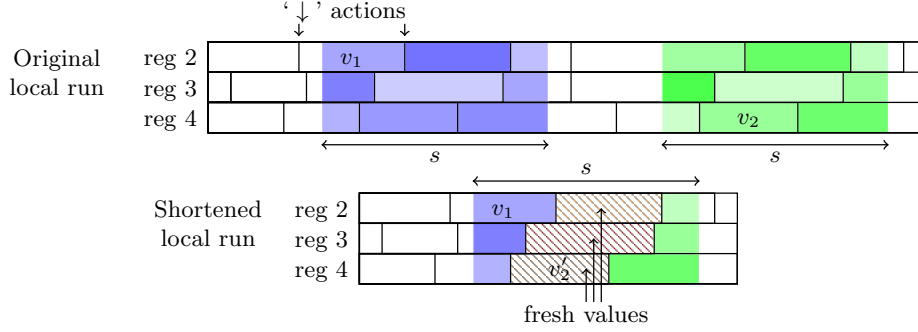 ‘ ↓ ’ actions
Original
local run
reg 2
v₁
reg 3
reg 4
v₂
s
s
s
Shortened
local run
reg 2
v₁
reg 3
reg 4
v₂′
fresh values